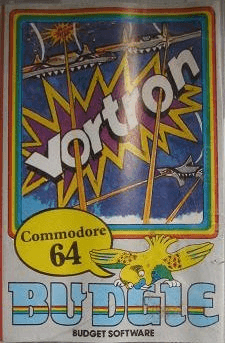 Vortron
Commodore
64
BUDGIE
BUDGET SOFTWARE